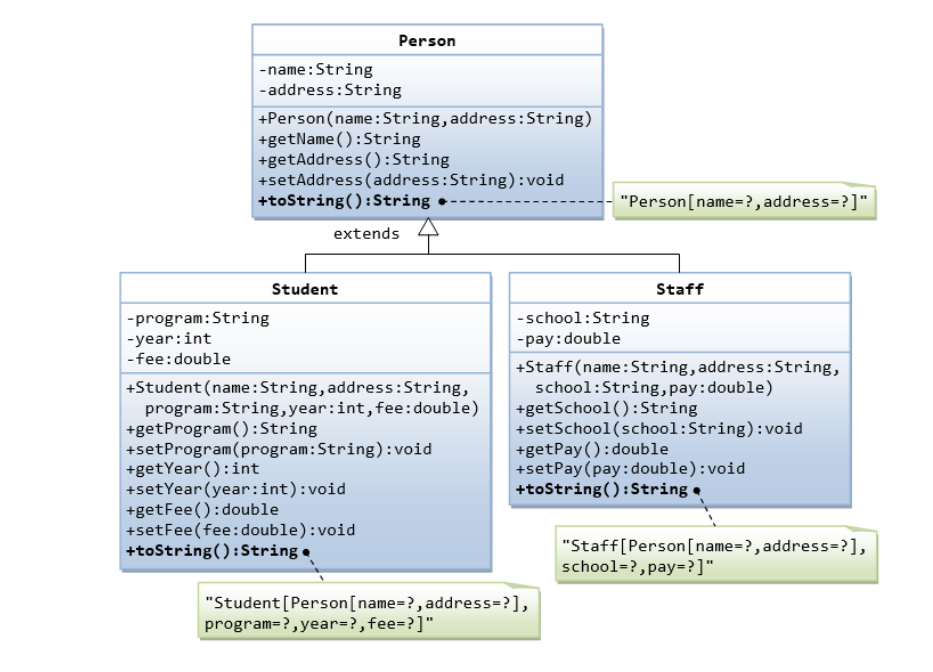 Person
-name:String
-address:String
+Person(name:String,address:String)
+getName():String
+getAddress():String
+setAddress(address:String):void
+toString():String
"Person[name=?,address=?]"
extends
Student
-program:String
-year:int
-fee:double
+Student(name:String,address:String,
program:String,year:int,fee:double)
+getProgram():String
+setProgram(program:String):void
+getYear():int
+setYear(year:int):void
+getFee():double
+setFee(fee:double):void
+toString():String
"Student[Person[name=?,address=?],
program=?,year=?,fee=?]"
Staff
-school:String
-pay:double
+Staff(name:String,address:String,
school:String,pay:double)
+getSchool():String
+setSchool(school:String):void
+getPay():double
+setPay(pay:double):void
+toString():String
"Staff[Person[name=?,address=?],
school=?,pay=?]"